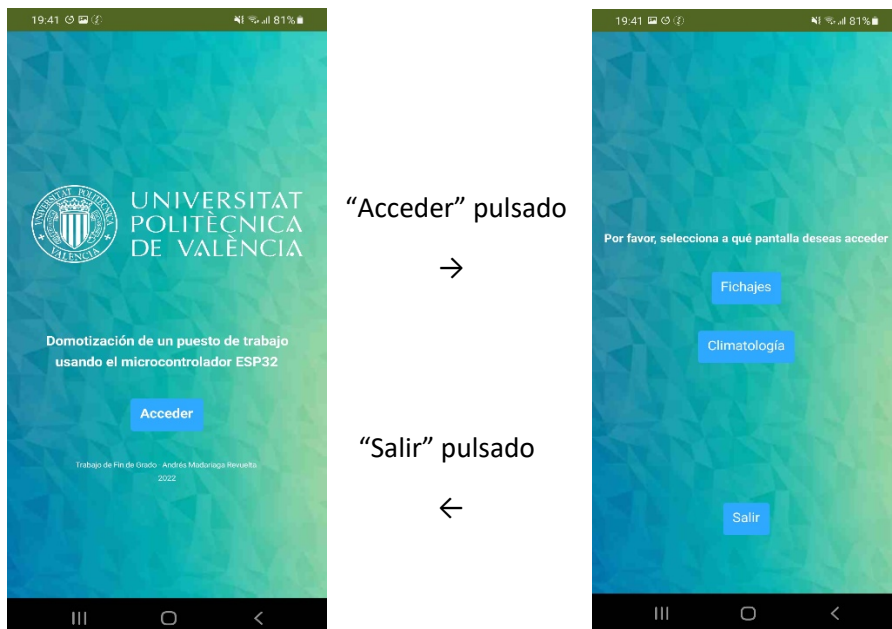 19:41
81%
UNIVERSITAT
POLITÈCNICA
DE VALÈNCIA
Domotización de un puesto de trabajo
usando el microcontrolador ESP32
Acceder
Trabajo de Fin de Grado - Andrés Madariaga Revuelta
2022
“Acceder” pulsado
→
“Salir” pulsado
←
19:41
81%
Por favor, selecciona a qué pantalla deseas acceder
Fichajes
Climatología
Salir